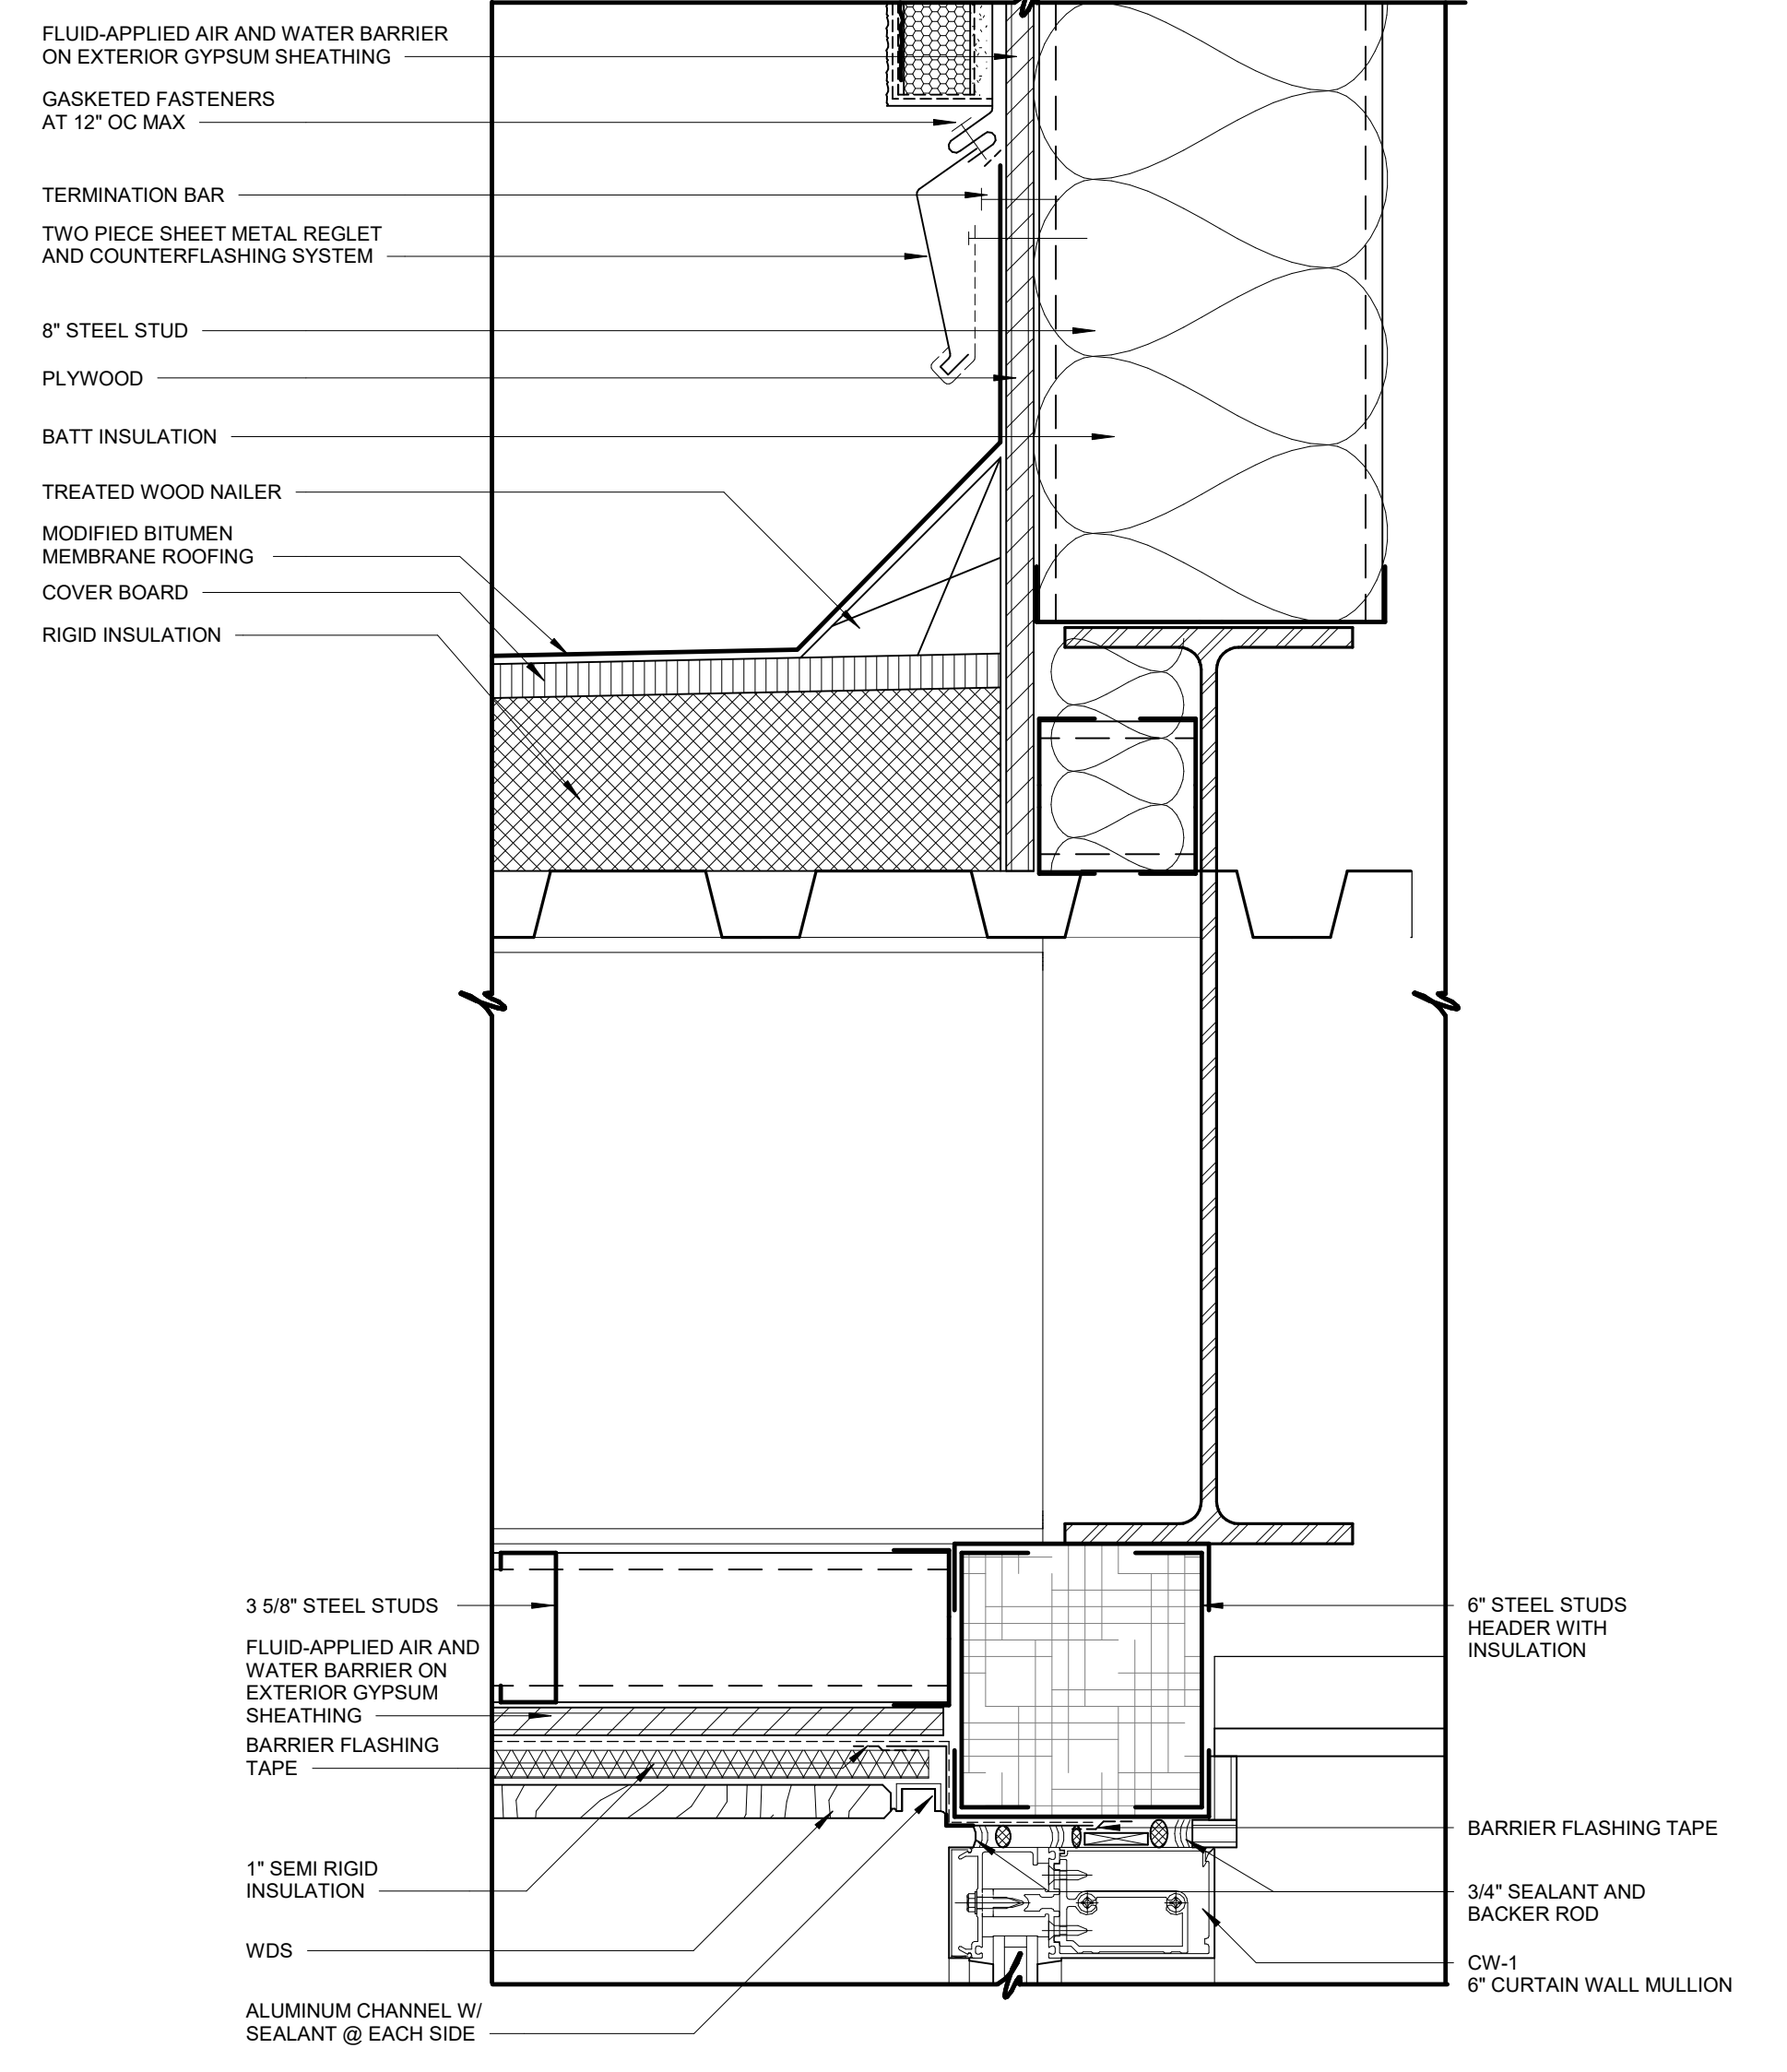 FLUID-APPLIED AIR AND WATER BARRIER
ON EXTERIOR GYPSUM SHEATHING
GASKETED FASTENERS
AT 12" OC MAX
TERMINATION BAR
TWO PIECE SHEET METAL REGLET
AND COUNTERFLASHING SYSTEM
8" STEEL STUD
PLYWOOD
BATT INSULATION
TREATED WOOD NAILER
MODIFIED BITUMEN
MEMBRANE ROOFING
COVER BOARD
RIGID INSULATION
3 5/8" STEEL STUDS
FLUID-APPLIED AIR AND
WATER BARRIER ON
EXTERIOR GYPSUM
SHEATHING
BARRIER FLASHING
TAPE
1" SEMI RIGID
INSULATION
WDS
ALUMINUM CHANNEL W/
SEALANT @ EACH SIDE
6" STEEL STUDS
HEADER WITH
INSULATION
BARRIER FLASHING TAPE
3/4" SEALANT AND
BACKER ROD
CW-1
6" CURTAIN WALL MULLION